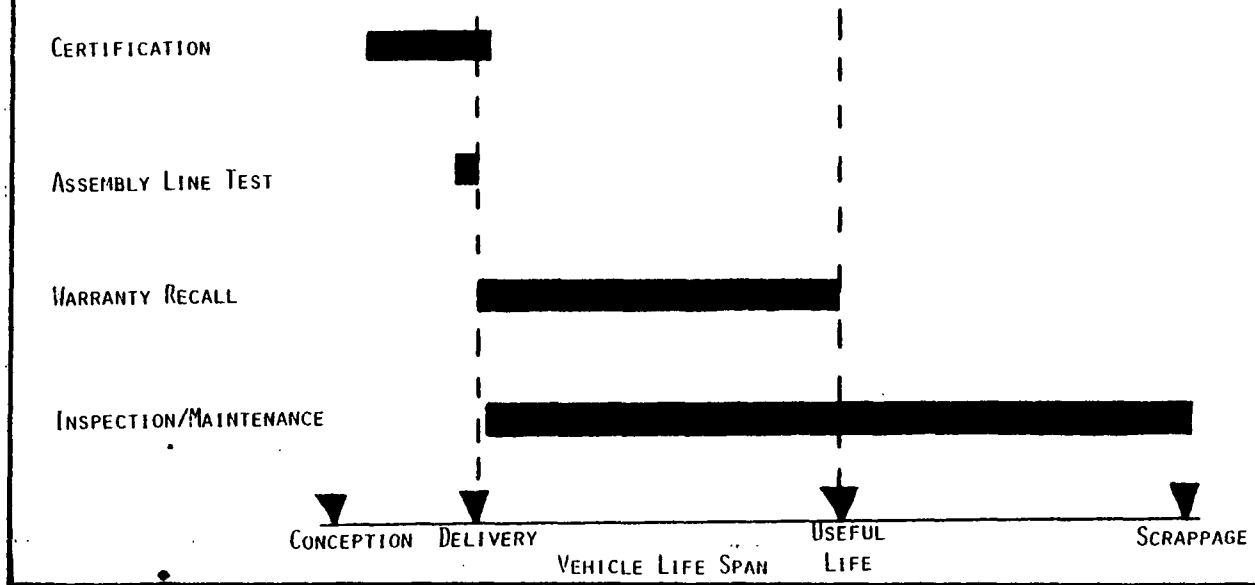 CERTIFICATION
ASSEMBLY LINE TEST
WARRANTY RECALL
INSPECTION/MAINTENANCE
CONCEPTION DELIVERY USEFUL SCRAPPAGE
VEHICLE LIFE SPAN LIFE